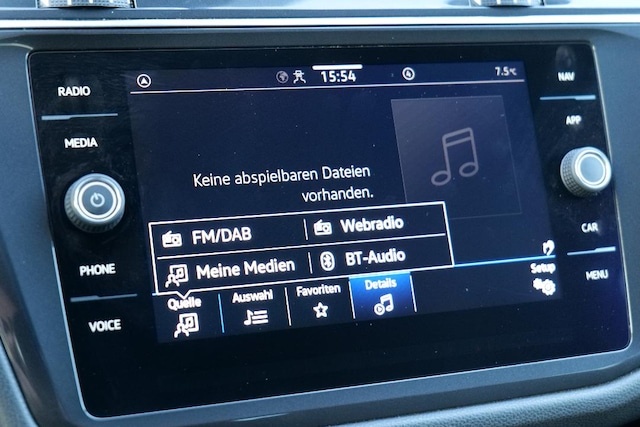 15:54
7.5°C
RADIO
MEDIA
PHONE
VOICE
NAV
APP
CAR
MENU
Keine abspielbaren Dateien
vorhanden.
FM/DAB
Webradio
Meine Medien
BT-Audio
Quelle
Auswahl
Favoriten
Details
Setup